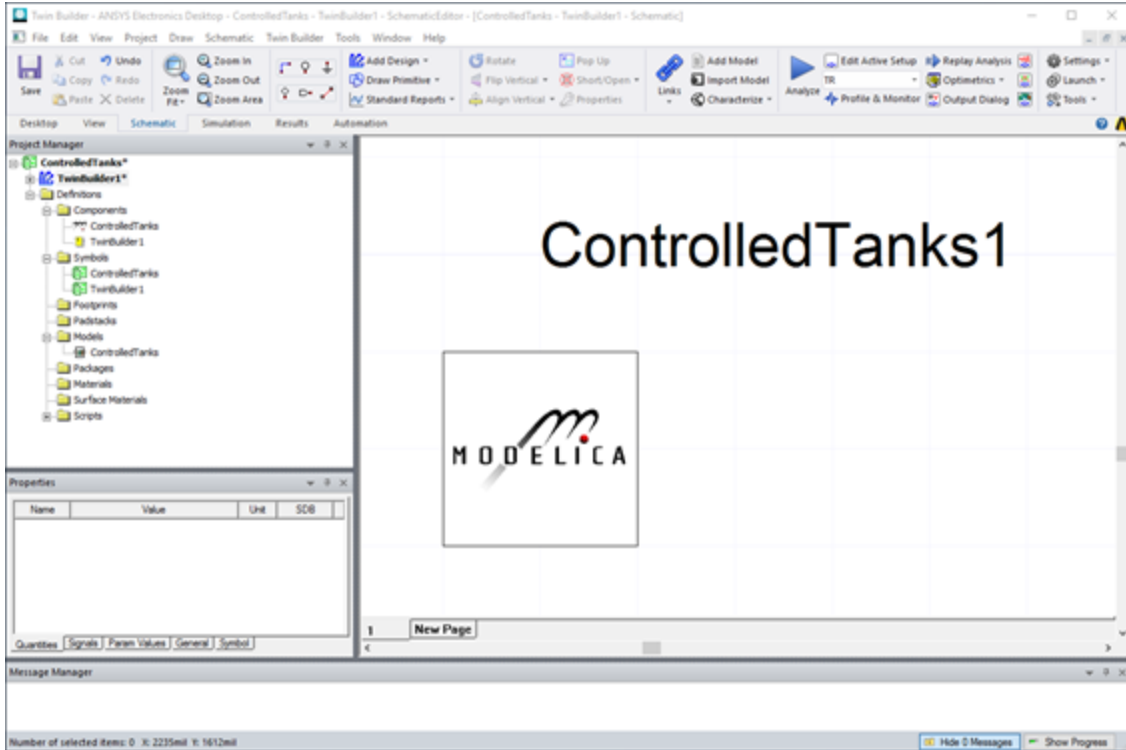 Twin Builder - ANSYS Electronics Desktop - ControlledTanks - TwinBuilder1 - SchematicEditor - [ControlledTanks - TwinBuilder1 - Schematic]
File Edit View Project Draw Schematic Twin Builder Tools Window Help
Save
Cut Undo
Copy Redo
Paste Delete
Zoom Fit
Zoom In
Zoom Out
Zoom Area
Add Design
Draw Primitive
Standard Reports
Rotate
Flip Vertical
Align Vertical
Pop Up
Short/Open
Properties
Links
Add Model
Import Model
Characterize
Analyze
Edit Active Setup
TR
Profile & Monitor
Replay Analysis
Optimetrics
Output Dialog
Settings
Launch
Tools
Desktop View Schematic Simulation Results Automation
Project Manager
ControlledTanks*
TwinBuilder1*
Definitions
Components
ControlledTanks
TwinBuilder1
Symbols
ControlledTanks
TwinBuilder1
Footprints
Padstacks
Models
ControlledTanks
Packages
Materials
Surface Materials
Scripts
Properties
Name Value Unit SDB
Quantities Signals Param Values General Symbol
ControlledTanks1
MODELICA
1 New Page
Message Manager
Number of selected items: 0 X: 2235mil Y: 1612mil
Hide 0 Messages Show Progress